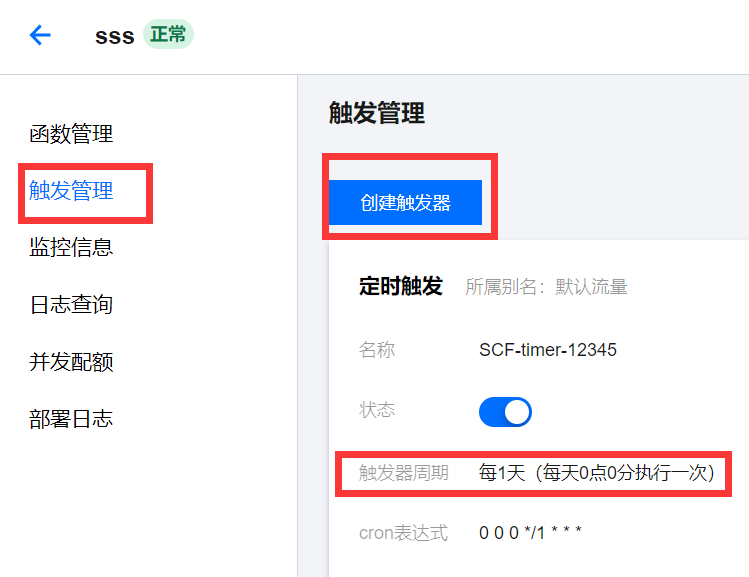 sss 正常
函数管理
触发管理
监控信息
日志查询
并发配额
部署日志
触发管理
创建触发器
定时触发 所属别名：默认流量
名称 SCF-timer-12345
状态
触发器周期 每1天（每天0点0分执行一次）
cron表达式 0 0 0 */1 * * *